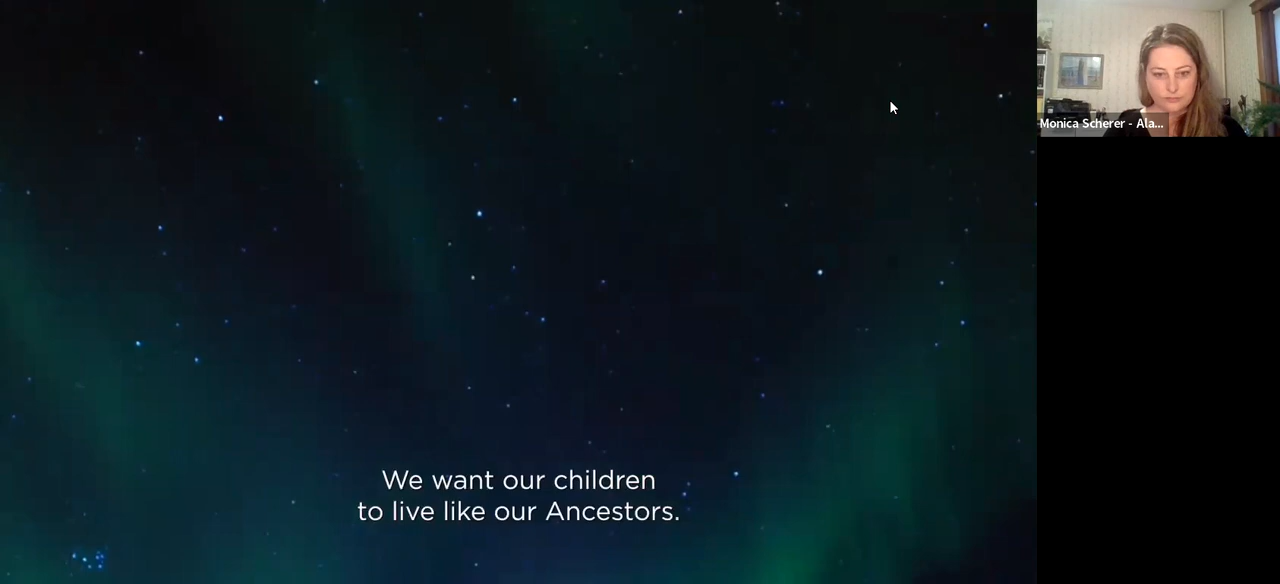 We want our children
to live like our Ancestors.
Monica Scherer - Ala...